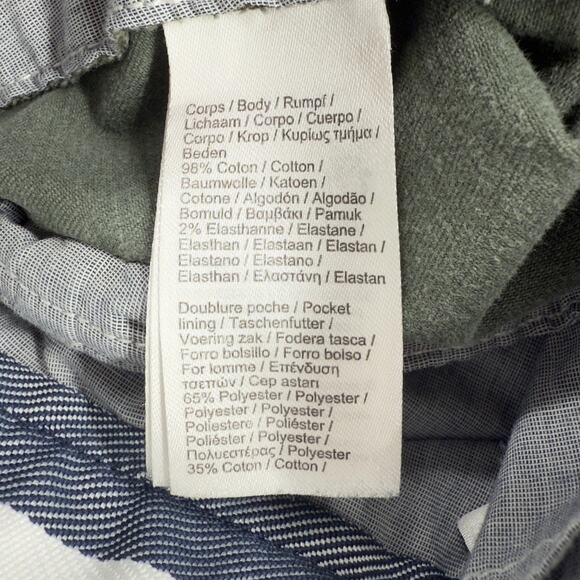 Corps / Body / Rumpf /
Lichaam / Corpo / Cuerpo /
Corpo / Krop / Κυρίως τμήμα /
Beden
98% Coton / Cotton /
Baumwolle / Katoen /
Cotone / Algodón / Algodão /
Bomuld / Βαμβάκι / Pamuk
2% Elasthanne / Elastane /
Elasthan / Elastaan / Elastan /
Elastano / Elastano /
Elasthan / Ελαστάνη / Elastan
Doublure poche / Pocket
lining / Taschenfutter /
Voering zak / Fodera tasca /
Forro bolsillo / Forro bolso /
For lomme / Επένδυση
τσεπών / Cep astarı
65% Polyester / Polyester /
Polyester / Polyester /
Poliestere / Poliéster /
Poliéster / Polyester /
Πολυεστέρας / Polyester
35% Coton / Cotton /